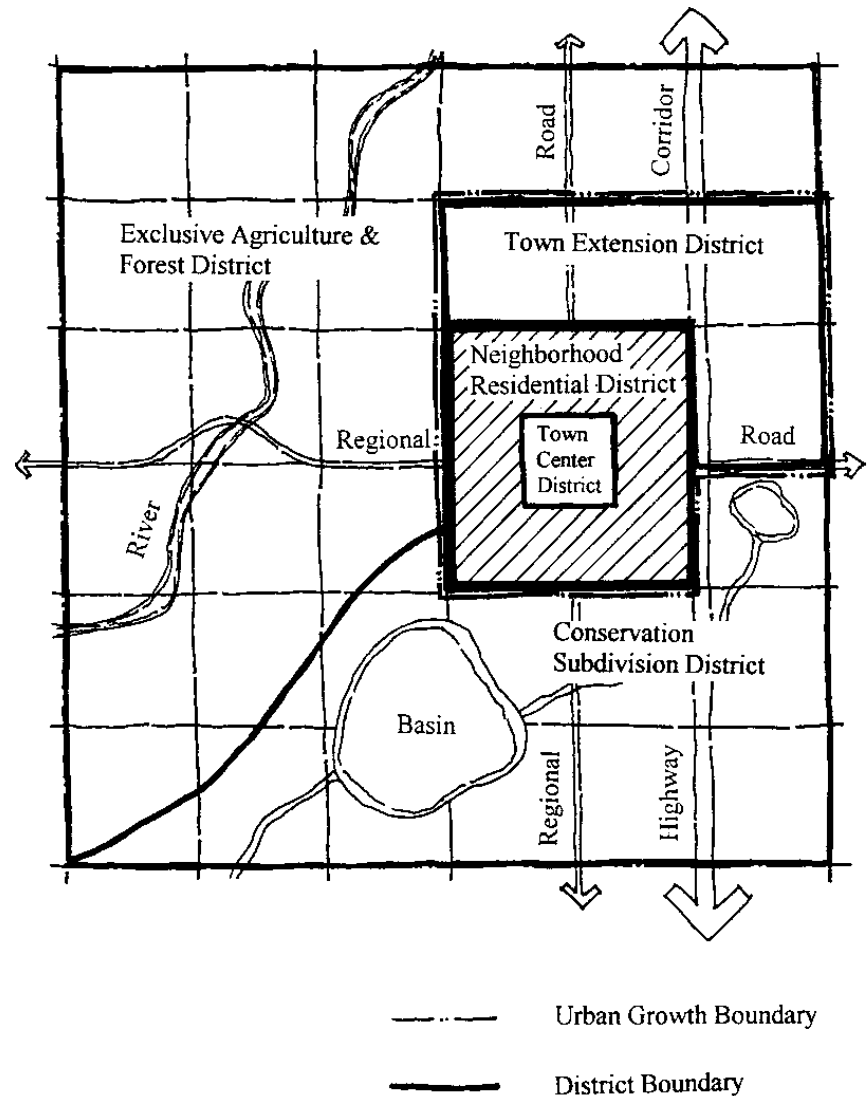 Road
Corridor
Exclusive Agriculture &
Forest District
Town Extension District
Neighborhood
Residential District
Regional
Town
Center
District
Road
River
Conservation
Subdivision District
Basin
Regional
Highway
Urban Growth Boundary
District Boundary